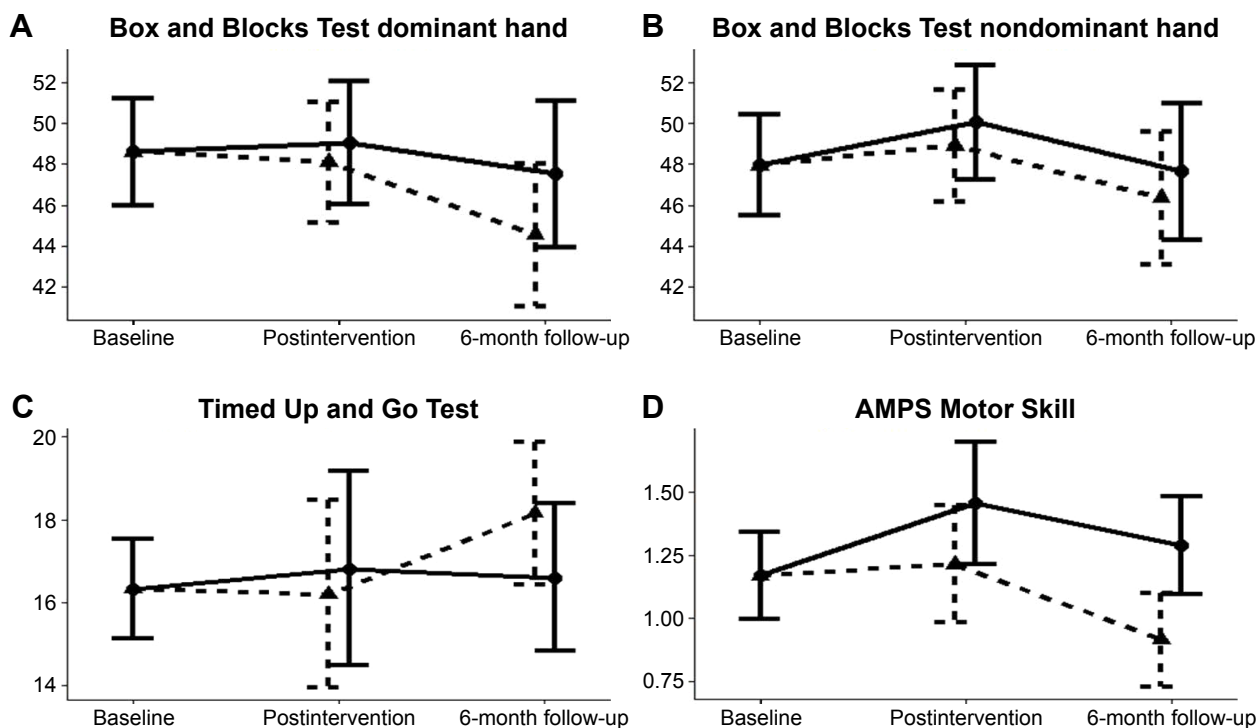 A Box and Blocks Test dominant hand
52
50
48
46
44
42
Baseline Postintervention 6-month follow-up
B Box and Blocks Test nondominant hand
52
50
48
46
44
42
Baseline Postintervention 6-month follow-up
C Timed Up and Go Test
20
18
16
14
Baseline Postintervention 6-month follow-up
D AMPS Motor Skill
1.50
1.25
1.00
0.75
Baseline Postintervention 6-month follow-up